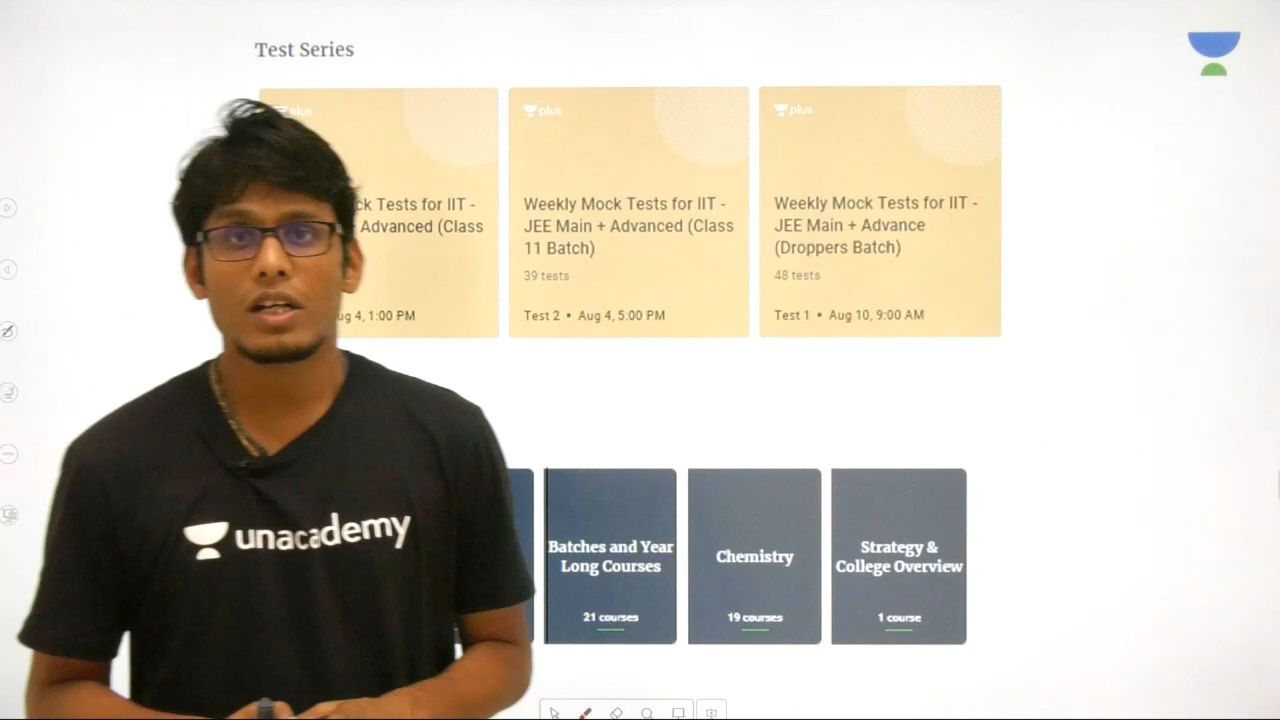 Test Series
plus
plus
plus
ck Tests for IIT -
Advanced (Class
ug 4, 1:00 PM
Weekly Mock Tests for IIT -
JEE Main + Advanced (Class
11 Batch)
39 tests
Test 2 • Aug 4, 5:00 PM
Weekly Mock Tests for IIT -
JEE Main + Advance
(Droppers Batch)
48 tests
Test 1 • Aug 10, 9:00 AM
unacademy
Batches and Year
Long Courses
21 courses
Chemistry
19 courses
Strategy &
College Overview
1 course